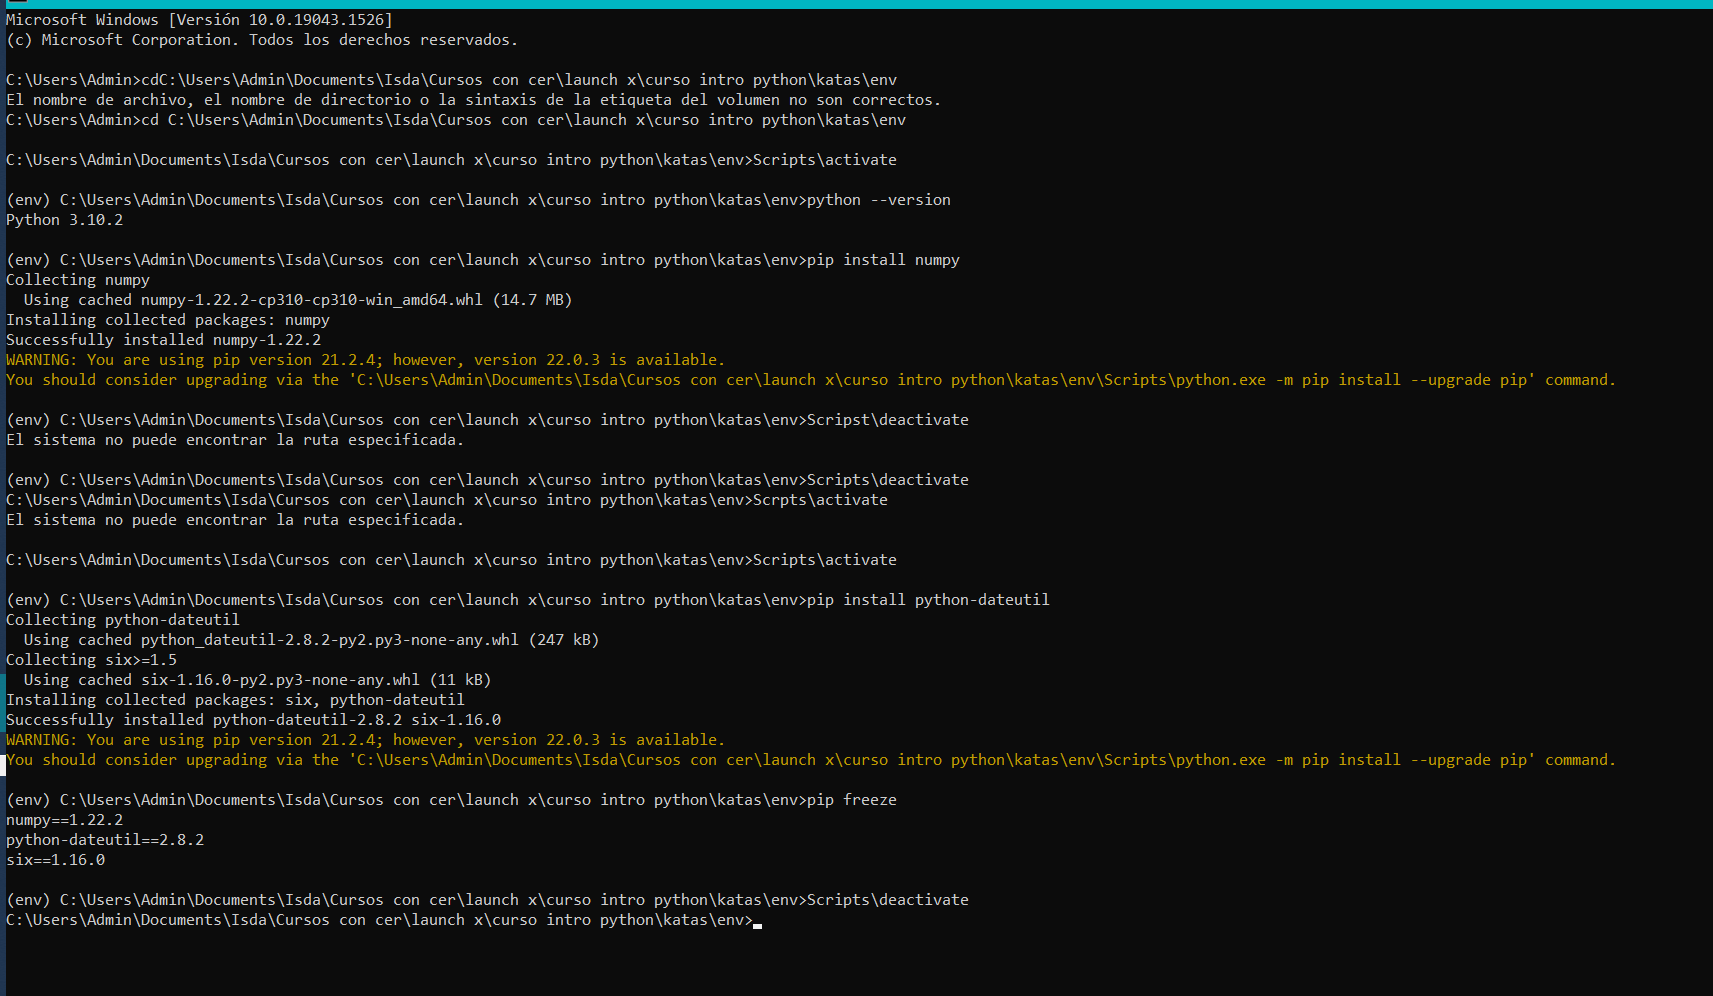 Microsoft Windows [Versión 10.0.19043.1526]
(c) Microsoft Corporation. Todos los derechos reservados.
C:\Users\Admin>cdC:\Users\Admin\Documents\Isda\Cursos con cer\launch x\curso intro python\katas\env
El nombre de archivo, el nombre de directorio o la sintaxis de la etiqueta del volumen no son correctos.
C:\Users\Admin>cd C:\Users\Admin\Documents\Isda\Cursos con cer\launch x\curso intro python\katas\env
C:\Users\Admin\Documents\Isda\Cursos con cer\launch x\curso intro python\katas\env>Scripts\activate
(env) C:\Users\Admin\Documents\Isda\Cursos con cer\launch x\curso intro python\katas\env>python --version
Python 3.10.2
(env) C:\Users\Admin\Documents\Isda\Cursos con cer\launch x\curso intro python\katas\env>pip install numpy
Collecting numpy
  Using cached numpy-1.22.2-cp310-cp310-win_amd64.whl (14.7 MB)
Installing collected packages: numpy
Successfully installed numpy-1.22.2
WARNING: You are using pip version 21.2.4; however, version 22.0.3 is available.
You should consider upgrading via the 'C:\Users\Admin\Documents\Isda\Cursos con cer\launch x\curso intro python\katas\env\Scripts\python.exe -m pip install --upgrade pip' command.
(env) C:\Users\Admin\Documents\Isda\Cursos con cer\launch x\curso intro python\katas\env>Scripst\deactivate
El sistema no puede encontrar la ruta especificada.
(env) C:\Users\Admin\Documents\Isda\Cursos con cer\launch x\curso intro python\katas\env>Scripts\deactivate
C:\Users\Admin\Documents\Isda\Cursos con cer\launch x\curso intro python\katas\env>Scrpts\activate
El sistema no puede encontrar la ruta especificada.
C:\Users\Admin\Documents\Isda\Cursos con cer\launch x\curso intro python\katas\env>Scripts\activate
(env) C:\Users\Admin\Documents\Isda\Cursos con cer\launch x\curso intro python\katas\env>pip install python-dateutil
Collecting python-dateutil
  Using cached python_dateutil-2.8.2-py2.py3-none-any.whl (247 kB)
Collecting six>=1.5
  Using cached six-1.16.0-py2.py3-none-any.whl (11 kB)
Installing collected packages: six, python-dateutil
Successfully installed python-dateutil-2.8.2 six-1.16.0
WARNING: You are using pip version 21.2.4; however, version 22.0.3 is available.
You should consider upgrading via the 'C:\Users\Admin\Documents\Isda\Cursos con cer\launch x\curso intro python\katas\env\Scripts\python.exe -m pip install --upgrade pip' command.
(env) C:\Users\Admin\Documents\Isda\Cursos con cer\launch x\curso intro python\katas\env>pip freeze
numpy==1.22.2
python-dateutil==2.8.2
six==1.16.0
(env) C:\Users\Admin\Documents\Isda\Cursos con cer\launch x\curso intro python\katas\env>Scripts\deactivate
C:\Users\Admin\Documents\Isda\Cursos con cer\launch x\curso intro python\katas\env>